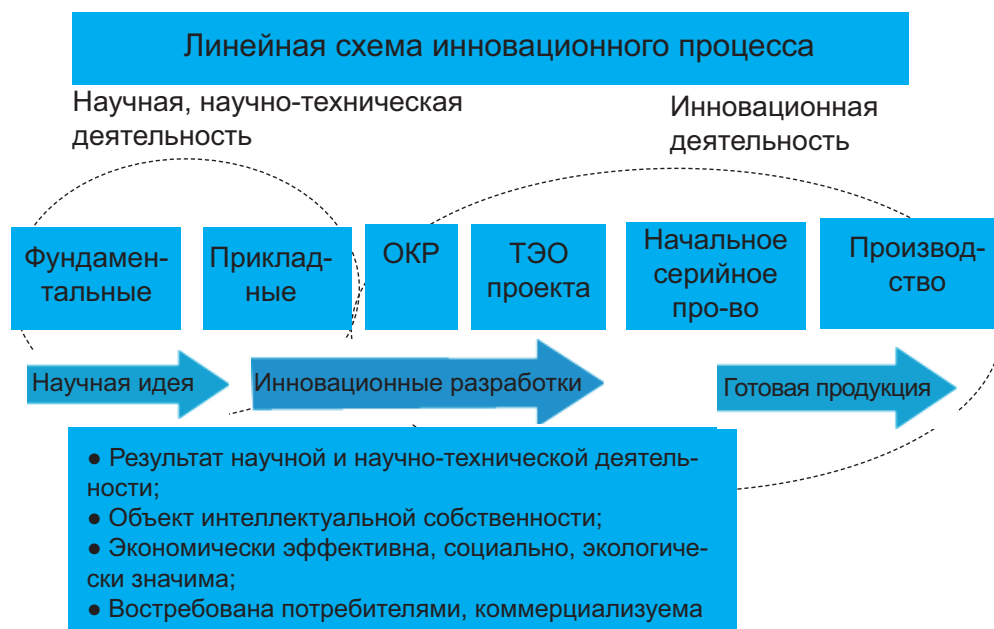 Линейная схема инновационного процесса
Научная, научно-техническая
деятельность
Инновационная
деятельность
Фундамен-
тальные
Приклад-
ные
ОКР
ТЭО
проекта
Начальное
серийное
про-во
Производ-
ство
Научная идея
Инновационные разработки
Готовая продукция
● Результат научной и научно-технической деятель-
ности;
● Объект интеллектуальной собственности;
● Экономически эффективна, социально, экологиче-
ски значима;
● Востребована потребителями, коммерциализуема